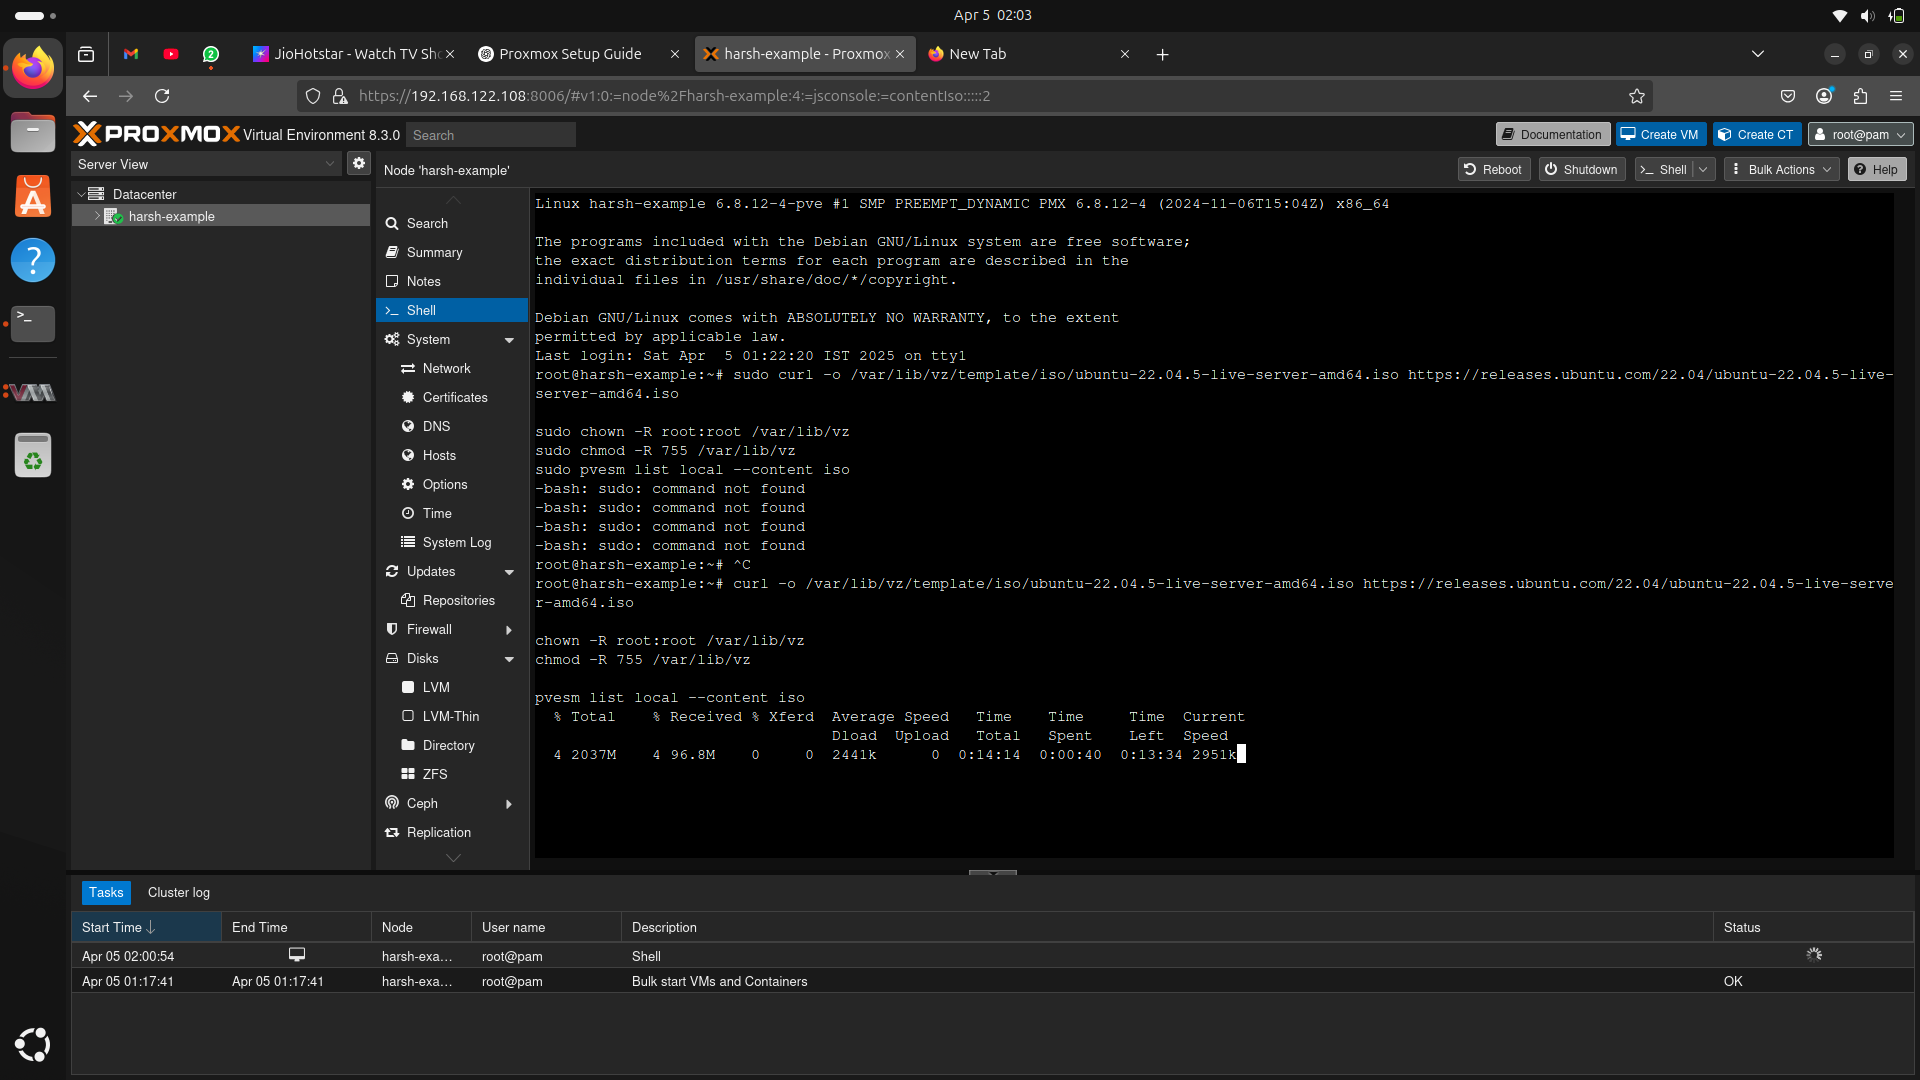 Apr 5 02:03
JioHotstar - Watch TV Sho
Proxmox Setup Guide
harsh-example - Proxmox
New Tab
https://192.168.122.108:8006/#v1:0:=node%2Fharsh-example:4:=jsconsole:=contentIso:::::2
PROXMOX Virtual Environment 8.3.0
Search
Documentation
Create VM
Create CT
root@pam
Server View
Node 'harsh-example'
Reboot
Shutdown
Shell
Bulk Actions
Help
Datacenter
harsh-example
Search
Summary
Notes
Shell
System
Network
Certificates
DNS
Hosts
Options
Time
System Log
Updates
Repositories
Firewall
Disks
LVM
LVM-Thin
Directory
ZFS
Ceph
Replication
Linux harsh-example 6.8.12-4-pve #1 SMP PREEMPT_DYNAMIC PMX 6.8.12-4 (2024-11-06T15:04Z) x86_64
The programs included with the Debian GNU/Linux system are free software;
the exact distribution terms for each program are described in the
individual files in /usr/share/doc/*/copyright.
Debian GNU/Linux comes with ABSOLUTELY NO WARRANTY, to the extent
permitted by applicable law.
Last login: Sat Apr  5 01:22:20 IST 2025 on tty1
root@harsh-example:~# sudo curl -o /var/lib/vz/template/iso/ubuntu-22.04.5-live-server-amd64.iso https://releases.ubuntu.com/22.04/ubuntu-22.04.5-live-
server-amd64.iso
sudo chown -R root:root /var/lib/vz
sudo chmod -R 755 /var/lib/vz
sudo pvesm list local --content iso
-bash: sudo: command not found
-bash: sudo: command not found
-bash: sudo: command not found
-bash: sudo: command not found
root@harsh-example:~# ^C
root@harsh-example:~# curl -o /var/lib/vz/template/iso/ubuntu-22.04.5-live-server-amd64.iso https://releases.ubuntu.com/22.04/ubuntu-22.04.5-live-serve
r-amd64.iso
chown -R root:root /var/lib/vz
chmod -R 755 /var/lib/vz
pvesm list local --content iso
% Total    % Received % Xferd  Average Speed   Time    Time     Time  Current
Dload  Upload   Total   Spent    Left  Speed
4 2037M    4 96.8M    0     0  2441k      0  0:14:14  0:00:40  0:13:34 2951k
Tasks
Cluster log
Start Time End Time Node User name Description Status
Apr 05 02:00:54 harsh-exa... root@pam Shell
Apr 05 01:17:41 Apr 05 01:17:41 harsh-exa... root@pam Bulk start VMs and Containers OK